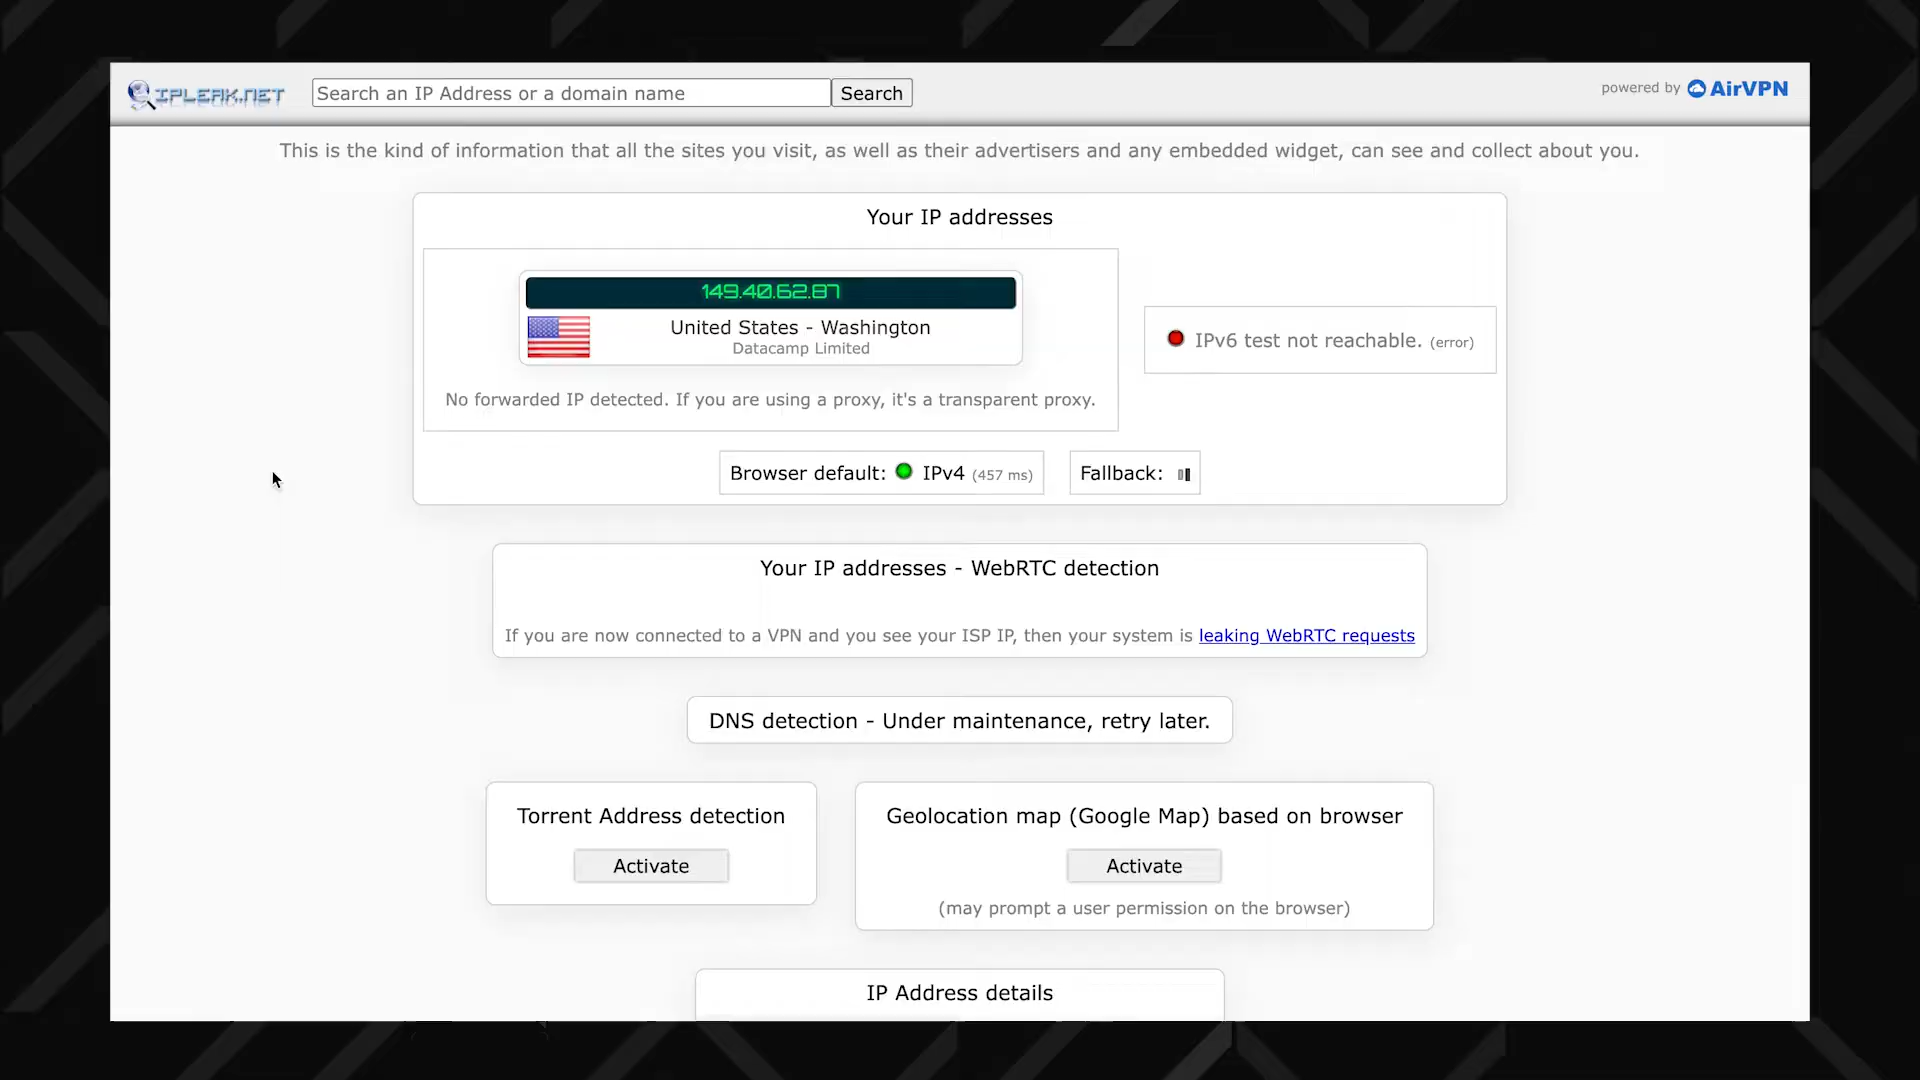 IPLEAK.NET
Search an IP Address or a domain name
Search
powered by AirVPN
This is the kind of information that all the sites you visit, as well as their advertisers and any embedded widget, can see and collect about you.
Your IP addresses
149.40.62.87
United States - Washington
Datacamp Limited
No forwarded IP detected. If you are using a proxy, it's a transparent proxy.
IPv6 test not reachable. (error)
Browser default: IPv4 (457 ms)
Fallback:
Your IP addresses - WebRTC detection
If you are now connected to a VPN and you see your ISP IP, then your system is leaking WebRTC requests
DNS detection - Under maintenance, retry later.
Torrent Address detection
Activate
Geolocation map (Google Map) based on browser
Activate
(may prompt a user permission on the browser)
IP Address details